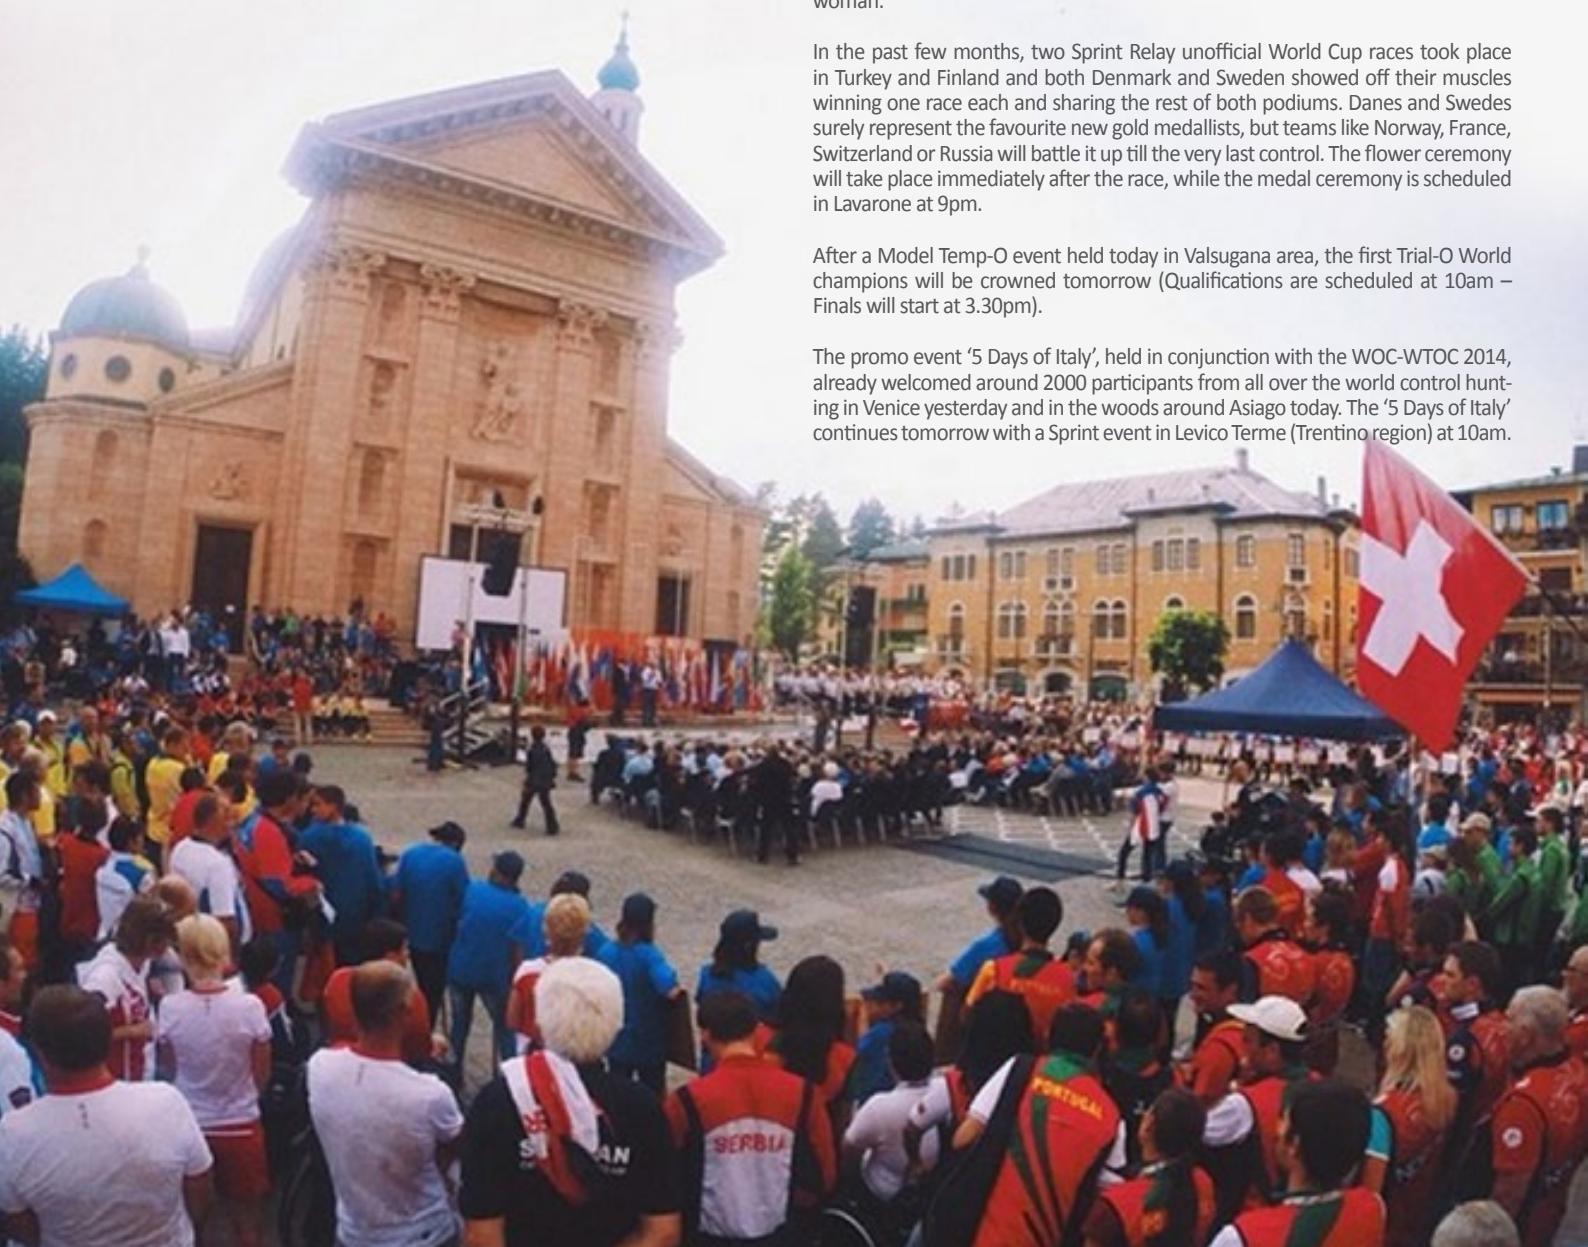 woman.
In the past few months, two Sprint Relay unofficial World Cup races took place
in Turkey and Finland and both Denmark and Sweden showed off their muscles
winning one race each and sharing the rest of both podiums. Danes and Swedes
surely represent the favourite new gold medallists, but teams like Norway, France,
Switzerland or Russia will battle it up till the very last control. The flower ceremony
will take place immediately after the race, while the medal ceremony is scheduled
in Lavarone at 9pm.
After a Model Temp-O event held today in Valsugana area, the first Trial-O World
champions will be crowned tomorrow (Qualifications are scheduled at 10am –
Finals will start at 3.30pm).
The promo event ‘5 Days of Italy’, held in conjunction with the WOC-WTOC 2014,
already welcomed around 2000 participants from all over the world control hunt-
ing in Venice yesterday and in the woods around Asiago today. The ‘5 Days of Italy’
continues tomorrow with a Sprint event in Levico Terme (Trentino region) at 10am.
PORTUGAL
SERBIA